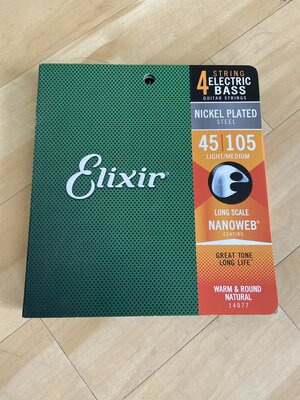 4 STRING
ELECTRIC
BASS
GUITAR STRINGS
NICKEL PLATED
STEEL
45 105
LIGHT/MEDIUM
Elixir
LONG SCALE
NANOWEB®
COATING
GREAT TONE
LONG LIFE™
WARM & ROUND
NATURAL
14077